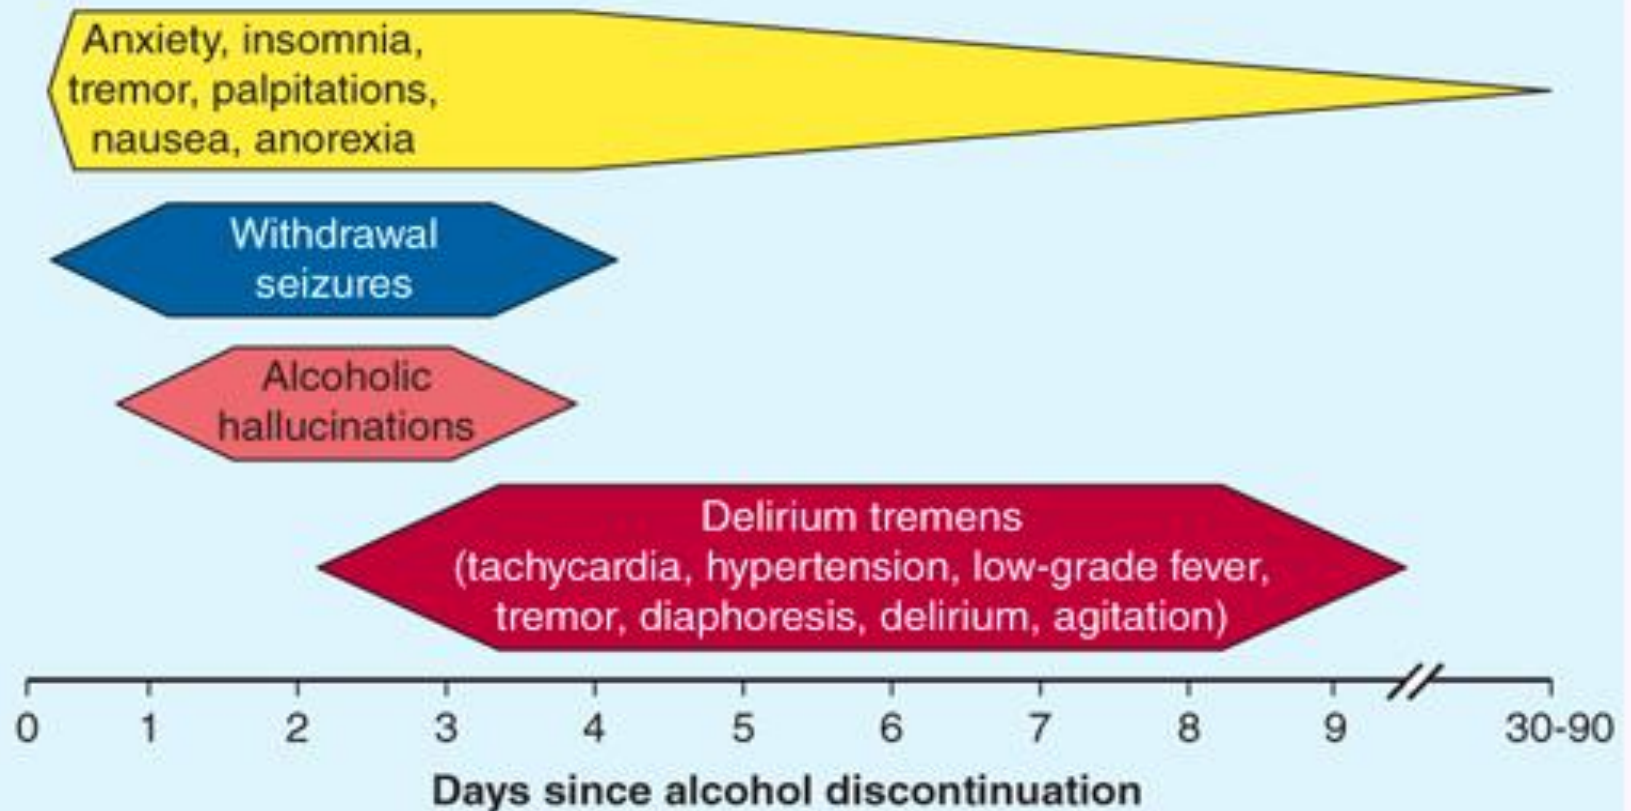 Anxiety, insomnia,
tremor, palpitations,
nausea, anorexia
Withdrawal
seizures
Alcoholic
hallucinations
Delirium tremens
(tachycardia, hypertension, low-grade fever,
tremor, diaphoresis, delirium, agitation)
0 1 2 3 4 5 6 7 8 9 30-90
Days since alcohol discontinuation